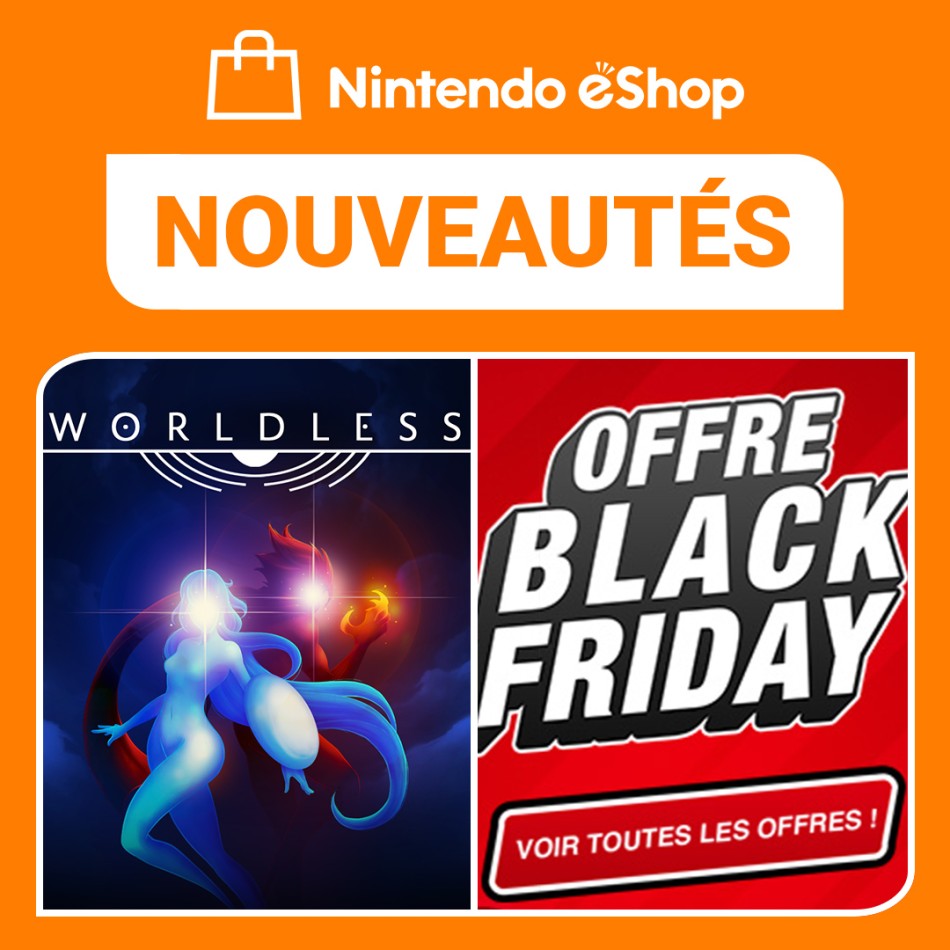 Nintendo eShop
NOUVEAUTÉS
WORLDLESS
OFFRE
BLACK
FRIDAY
VOIR TOUTES LES OFFRES !